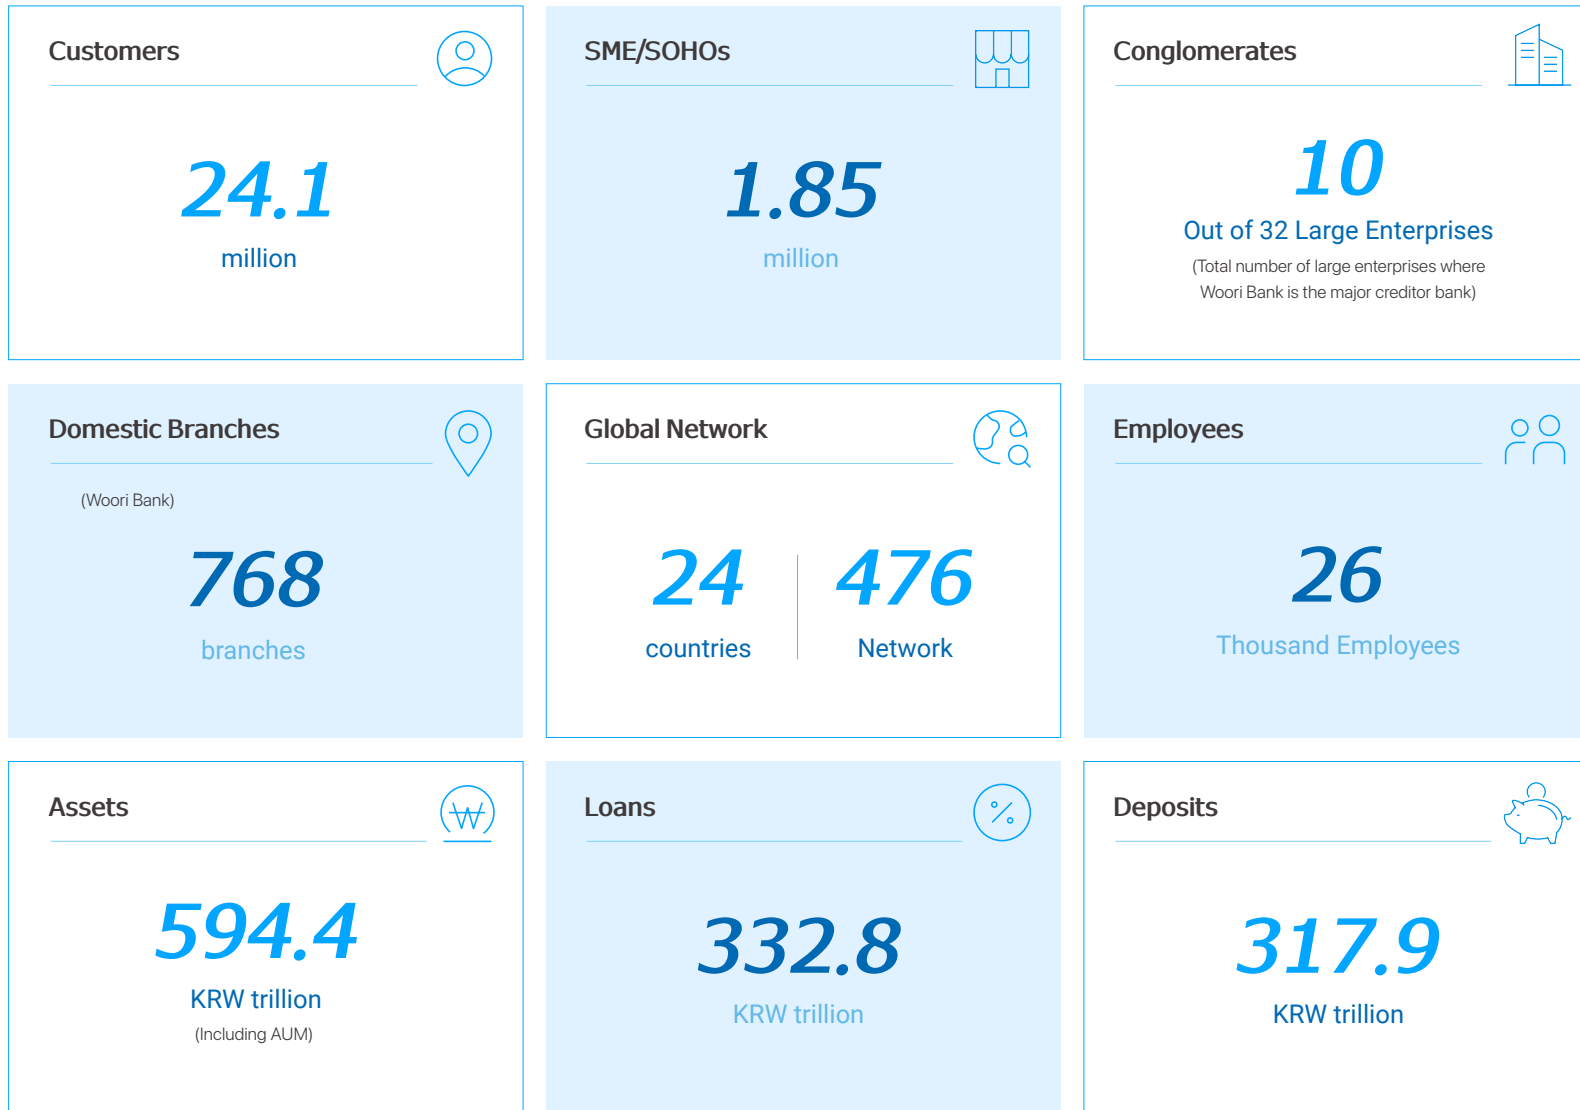 Customers
24.1
million
SME/SOHOs
1.85
million
Conglomerates
10
Out of 32 Large Enterprises
(Total number of large enterprises where
Woori Bank is the major creditor bank)
Domestic Branches
(Woori Bank)
768
branches
Global Network
24
countries
476
Network
Employees
26
Thousand Employees
Assets
₩
594.4
KRW trillion
(Including AUM)
Loans
%
332.8
KRW trillion
Deposits
317.9
KRW trillion